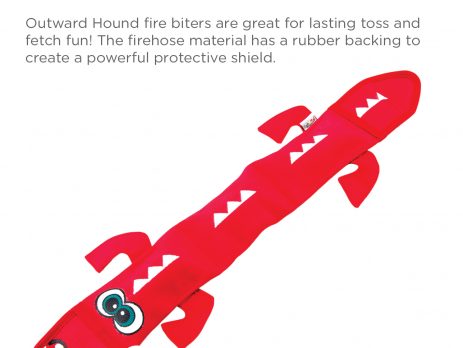 Outward Hound fire biters are great for lasting toss and
fetch fun! The firehose material has a rubber backing to
create a powerful protective shield.